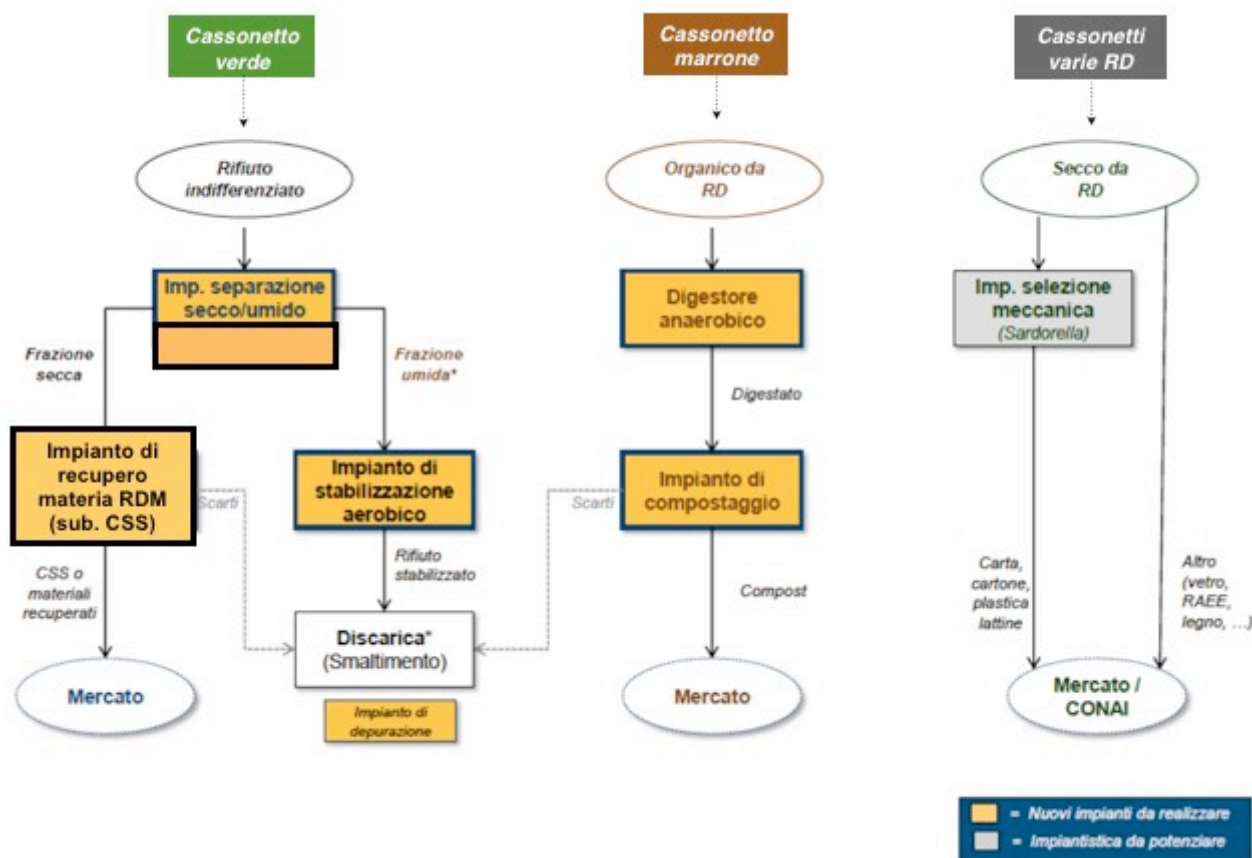 Cassonetto
verde
Cassonetto
marrone
Cassonetti
varie RD
Rifiuto
indifferenziato
Organico da
RD
Secco da
RD
Imp. separazione
secco/umido
Digestore
anaerobico
Imp. selezione
meccanica
(Sardorella)
Frazione
secca
Frazione
umida*
Digestato
Impianto di
recupero
materia RDM
(sub. CSS)
Scarti
Impianto di
stabilizzazione
aerobico
Scarti
Impianto di
compostaggio
CSS o
materiali
recuperati
Rifiuto
stabilizzato
Compost
Carta,
cartone,
plastica
lattine
Altro
(vetro,
RAEE,
legno, ...)
Discarica*
(Smaltimento)
Mercato
Impianto di
depurazione
Mercato
Mercato /
CONAI
= Nuovi impianti da realizzare
= Impiantistica da potenziare